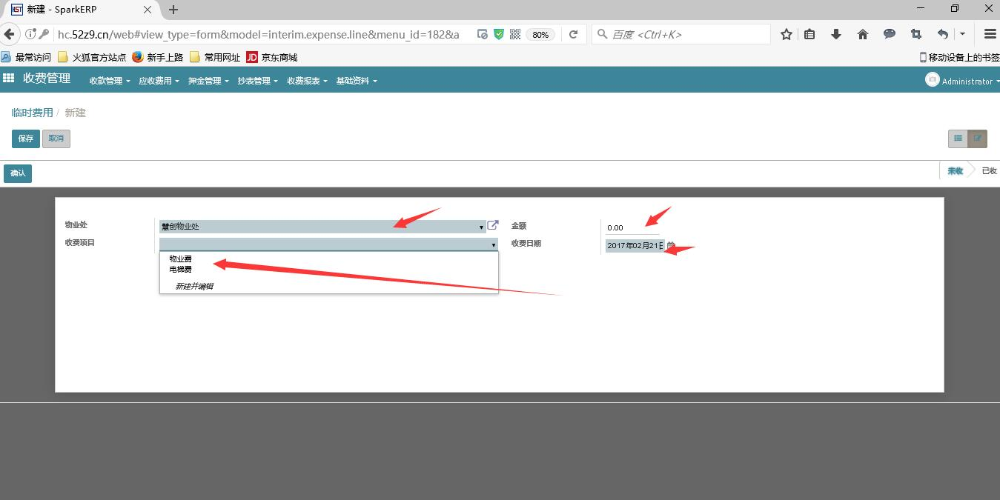 新建 - SparkERP
hc.52z9.cn/web#view_type=form&model=interim.expense.line&menu_id=182&a
80%
百度 <Ctrl+K>
最常访问 火狐官方站点 新手上路 常用网址 JD 京东商城 移动设备上的书签
收费管理 收款管理 应收费用 押金管理 抄表管理 收费报表 基础资料 Administrator
临时费用 / 新建
保存 取消
确认 未收 已收
物业处 慧创物业处 金额 0.00
收费项目 收费日期 2017年02月21日
物业费
电梯费
新建并编辑